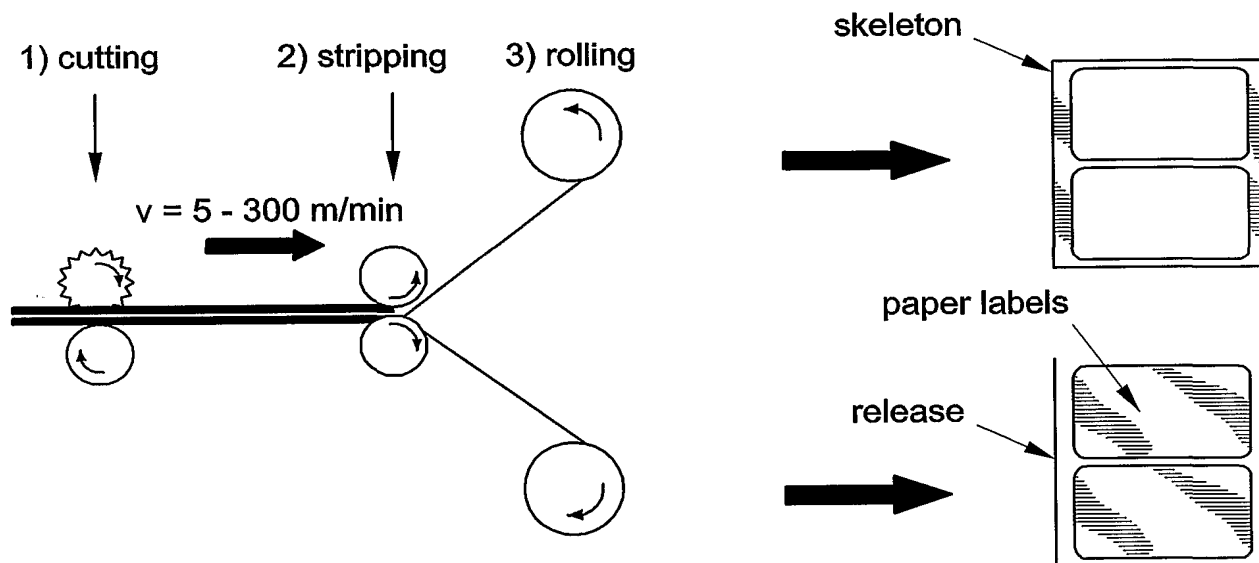 skeleton
1) cutting
2) stripping
3) rolling
v = 5 - 300 m/min
paper labels
release